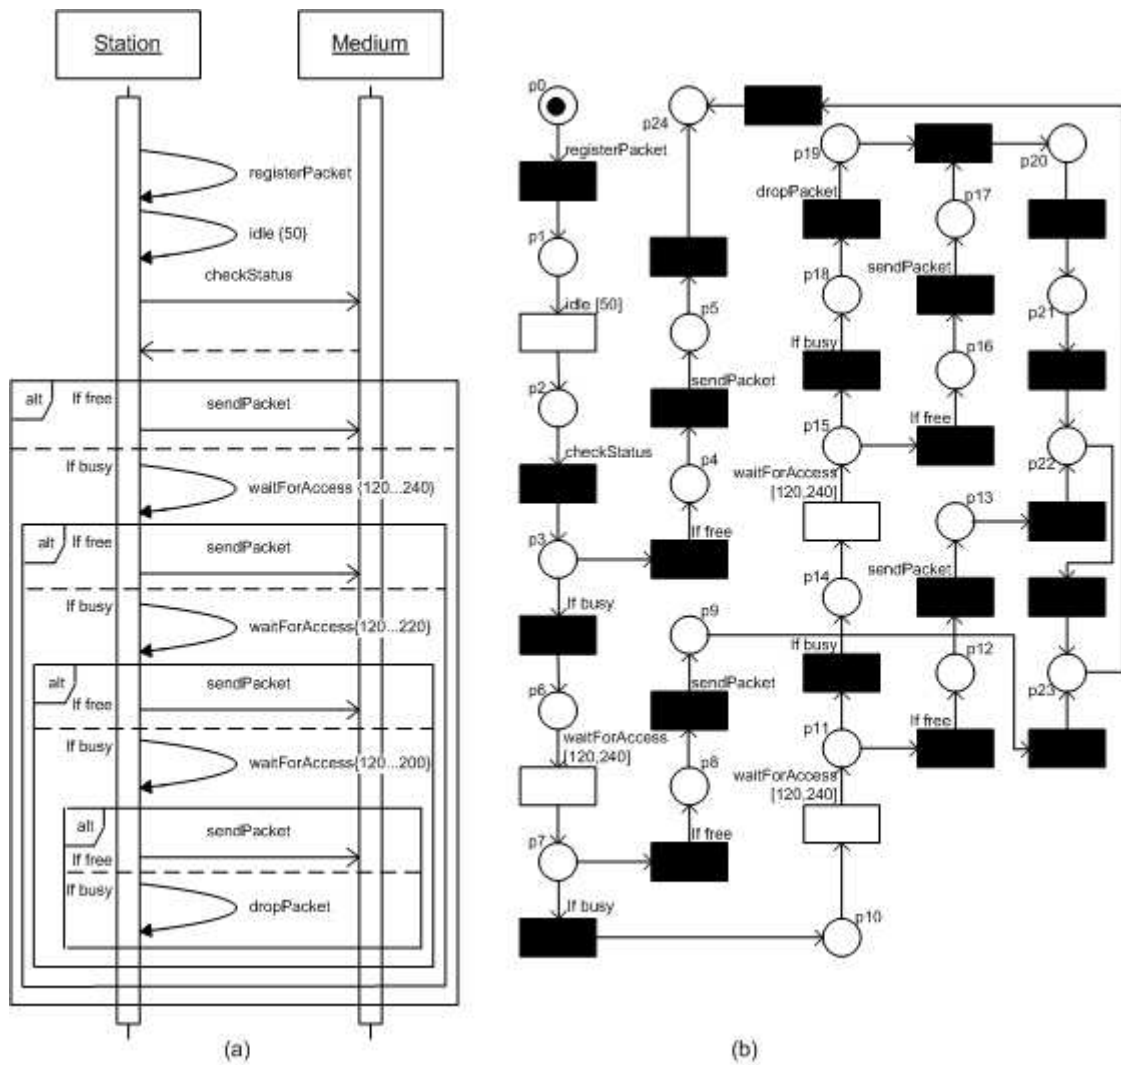 Station
Medium
registerPacket
idle {50}
checkStatus
alt
If free
sendPacket
If busy
waitForAccess {120...240}
alt
If free
sendPacket
If busy
waitForAccess{120...220}
alt
sendPacket
If free
If busy
waitForAccess{120...200}
alt
sendPacket
If free
If busy
dropPacket
(a)
p0
registerPacket
p1
idle [50]
p2
checkStatus
p3
If busy
p6
waitForAccess
[120,240]
p7
If busy
p24
p5
sendPacket
p4
If free
p9
sendPacket
p8
If free
p19
dropPacket
p18
If busy
p15
waitForAccess
[120,240]
p14
If busy
p11
waitForAccess
[120,240]
p10
p17
sendPacket
p16
If free
p13
sendPacket
p12
If free
p20
p21
p22
p23
(b)